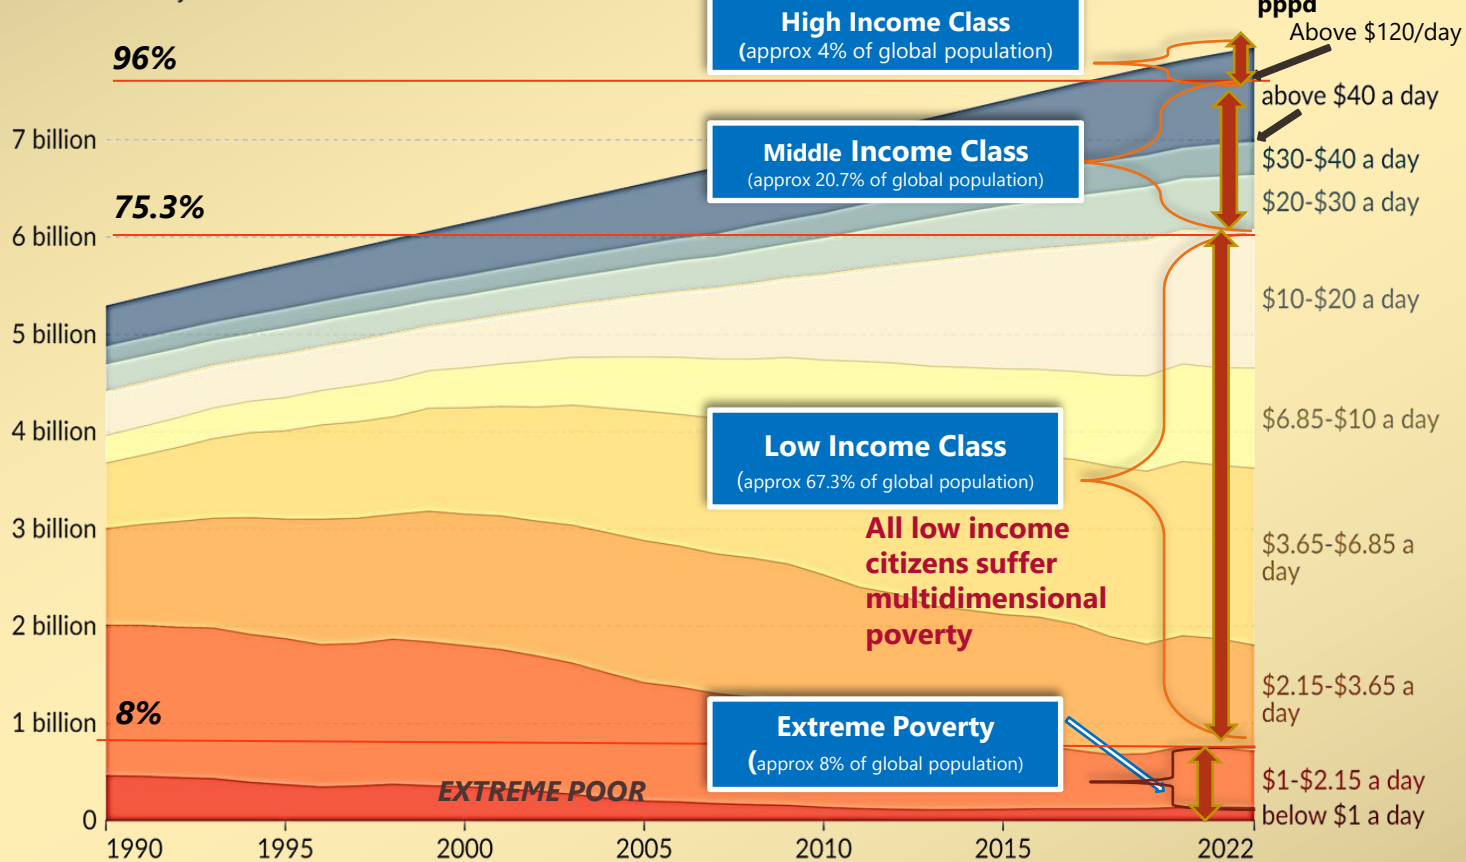 pppd
High Income Class
(approx 4% of global population)
Above $120/day
96%
above $40 a day
7 billion
Middle Income Class
(approx 20.7% of global population)
$30-$40 a day
$20-$30 a day
75.3%
6 billion
$10-$20 a day
5 billion
$6.85-$10 a day
4 billion
Low Income Class
(approx 67.3% of global population)
All low income
citizens suffer
multidimensional
poverty
3 billion
$3.65-$6.85 a
day
2 billion
$2.15-$3.65 a
day
8%
1 billion
Extreme Poverty
(approx 8% of global population)
EXTREME POOR
$1-$2.15 a day
below $1 a day
0
1990
1995
2000
2005
2010
2015
2022